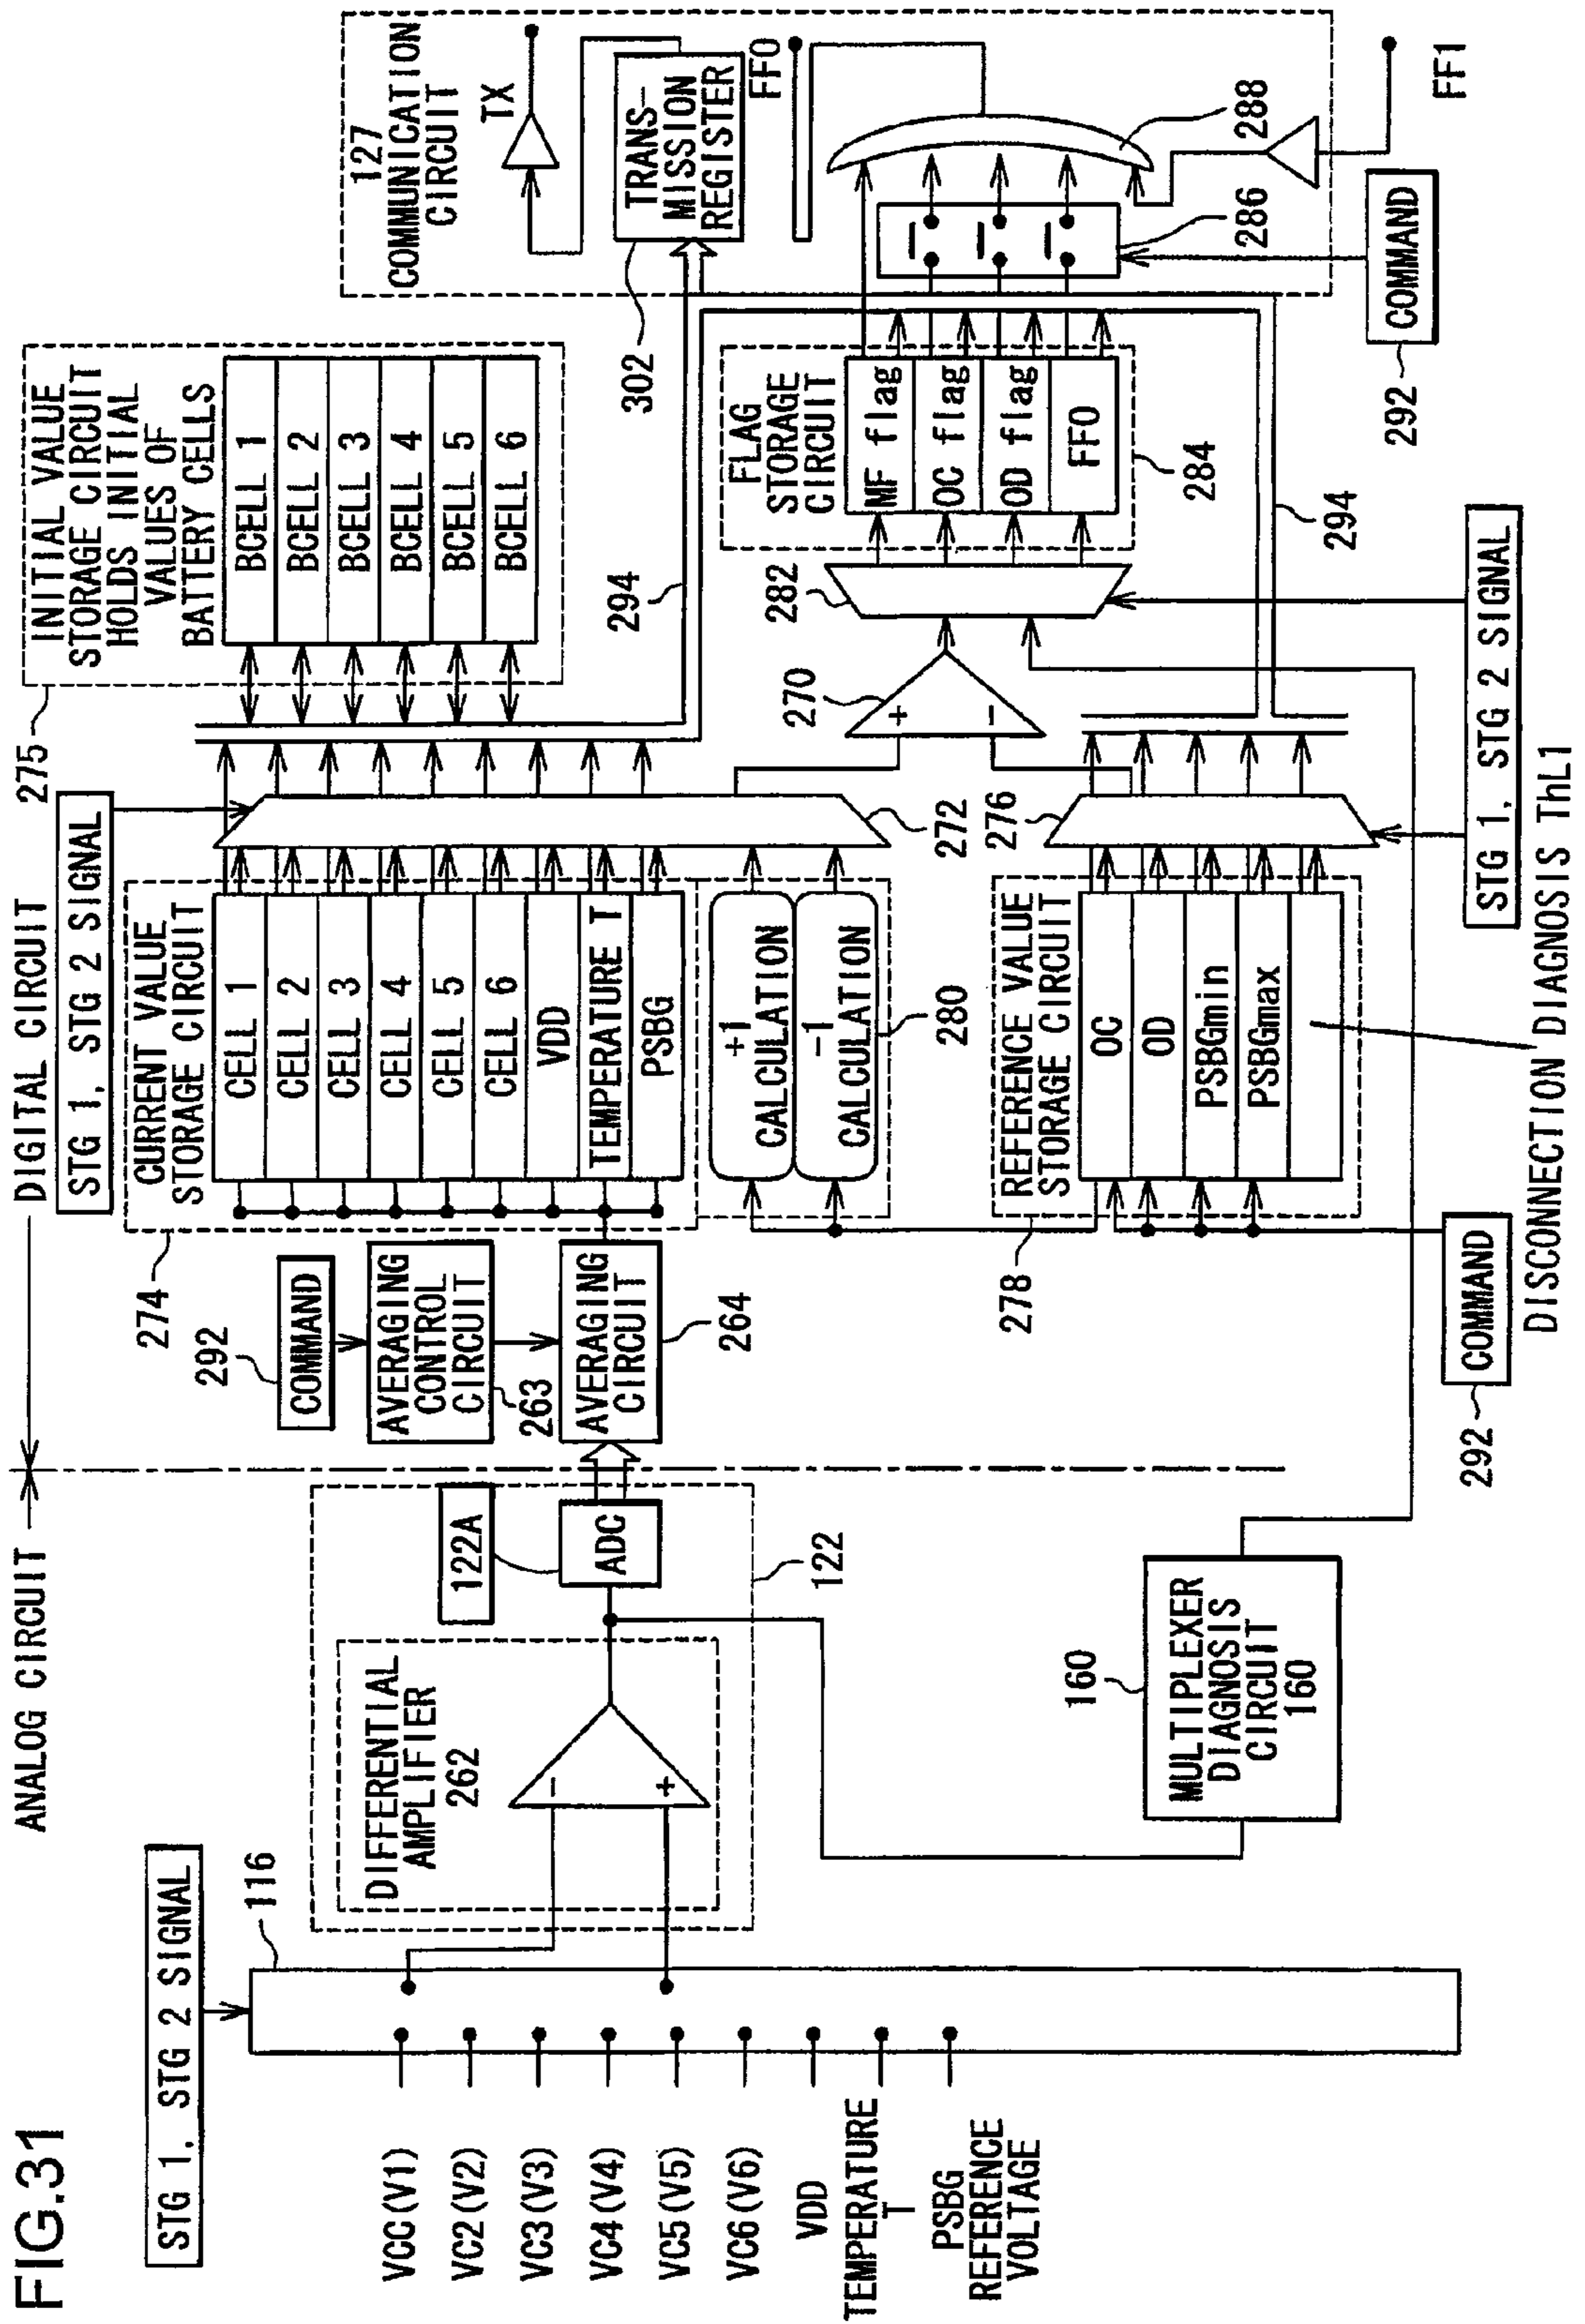 FIG.31
ANALOG CIRCUIT
DIGITAL CIRCUIT
STG 1, STG 2 SIGNAL
116
VCC(V1)
VC2(V2)
VC3(V3)
VC4(V4)
VC5(V5)
VC6(V6)
VDD
TEMPERATURE
T
PSBG
REFERENCE
VOLTAGE
DIFFERENTIAL
AMPLIFIER
262
-
+
122A
ADC
122
160
MULTIPLEXER
DIAGNOSIS
CIRCUIT
160
292
COMMAND
AVERAGING
CONTROL
CIRCUIT
263
AVERAGING
CIRCUIT
264
STG 1, STG 2 SIGNAL
274
CURRENT VALUE
STORAGE CIRCUIT
CELL 1
CELL 2
CELL 3
CELL 4
CELL 5
CELL 6
VDD
TEMPERATURE T
PSBG
+1
CALCULATION
-1
CALCULATION
280
272
278
REFERENCE VALUE
STORAGE CIRCUIT
OC
OD
PSBGmin
PSBGmax
276
292
COMMAND
DISCONNECTION DIAGNOSIS ThL1
STG 1, STG 2 SIGNAL
275
INITIAL VALUE
STORAGE CIRCUIT
HOLDS INITIAL
VALUES OF
BATTERY CELLS
BCELL 1
BCELL 2
BCELL 3
BCELL 4
BCELL 5
BCELL 6
294
270
+
-
282
FLAG
STORAGE
CIRCUIT
MF flag
OC flag
OD flag
FFO
284
294
127
COMMUNICATION
CIRCUIT
TX
302
TRANS-
MISSION
REGISTER
FFO
288
286
292
COMMAND
FF1